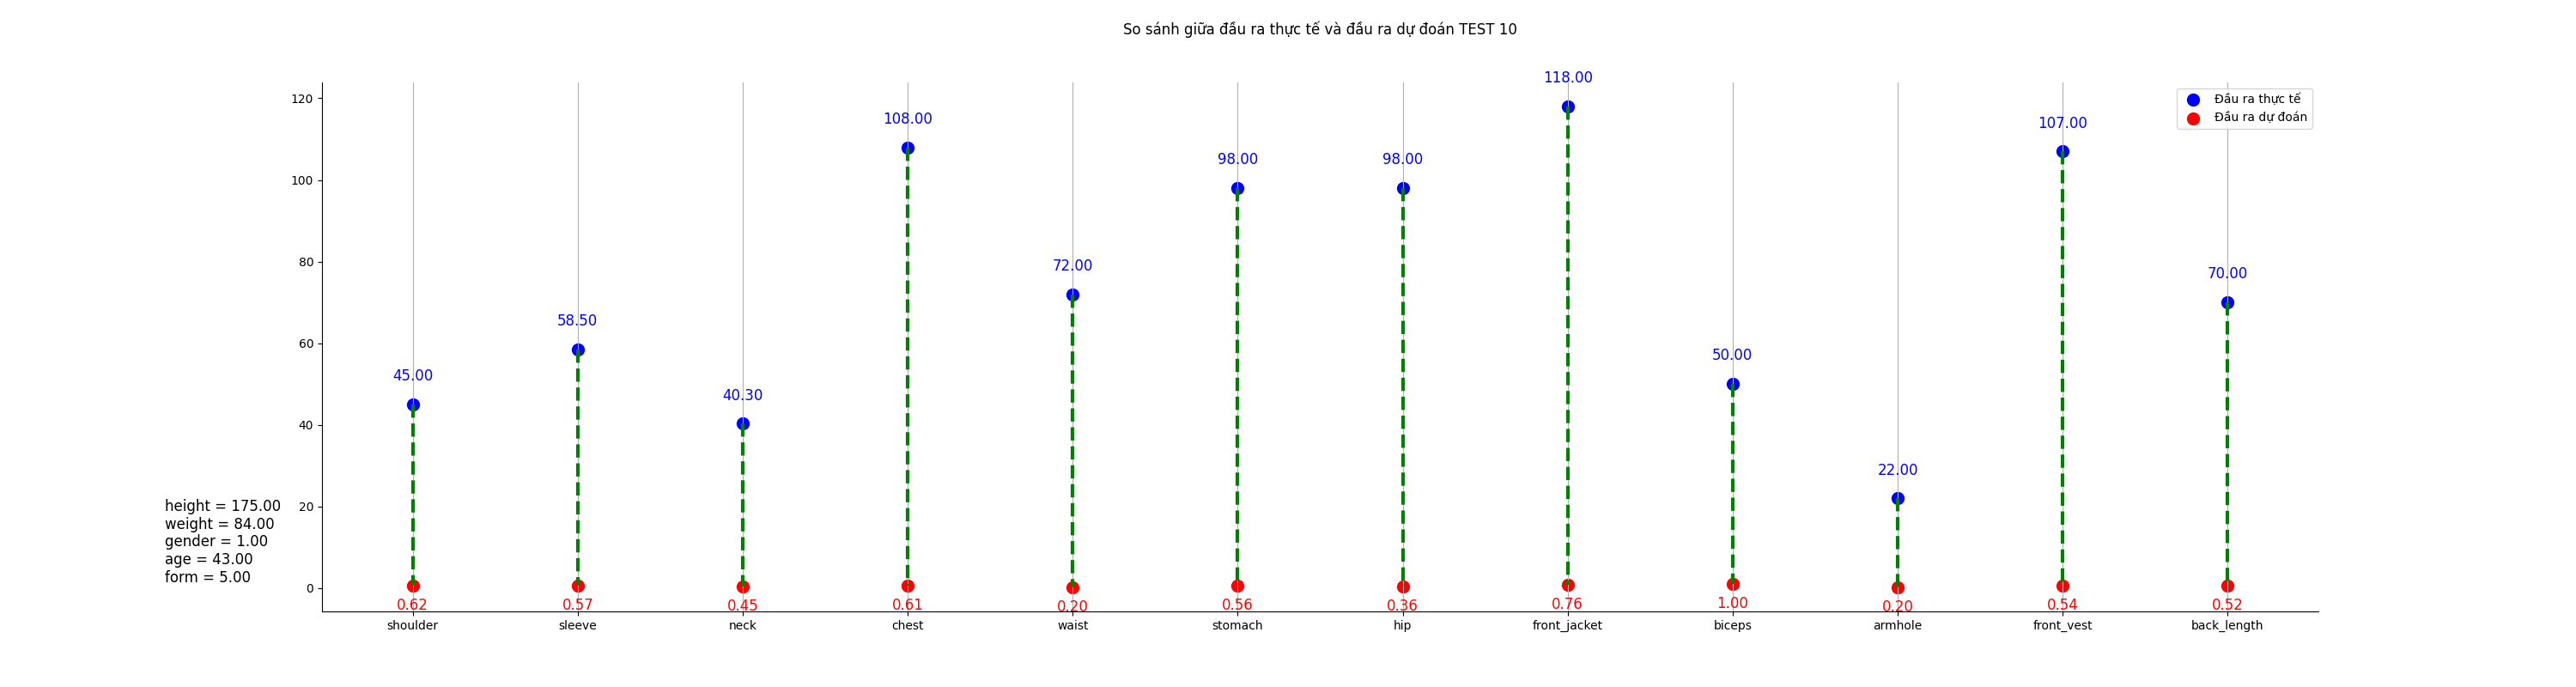 So sánh giữa đầu ra thực tế và đầu ra dự đoán TEST 10
Đầu ra thực tế
Đầu ra dự đoán
120
100
80
60
40
20
0
45.00
58.50
40.30
108.00
72.00
98.00
98.00
118.00
50.00
22.00
107.00
70.00
height = 175.00
weight = 84.00
gender = 1.00
age = 43.00
form = 5.00
0.62
0.57
0.45
0.61
0.20
0.56
0.36
0.76
1.00
0.20
0.54
0.52
shoulder
sleeve
neck
chest
waist
stomach
hip
front_jacket
biceps
armhole
front_vest
back_length